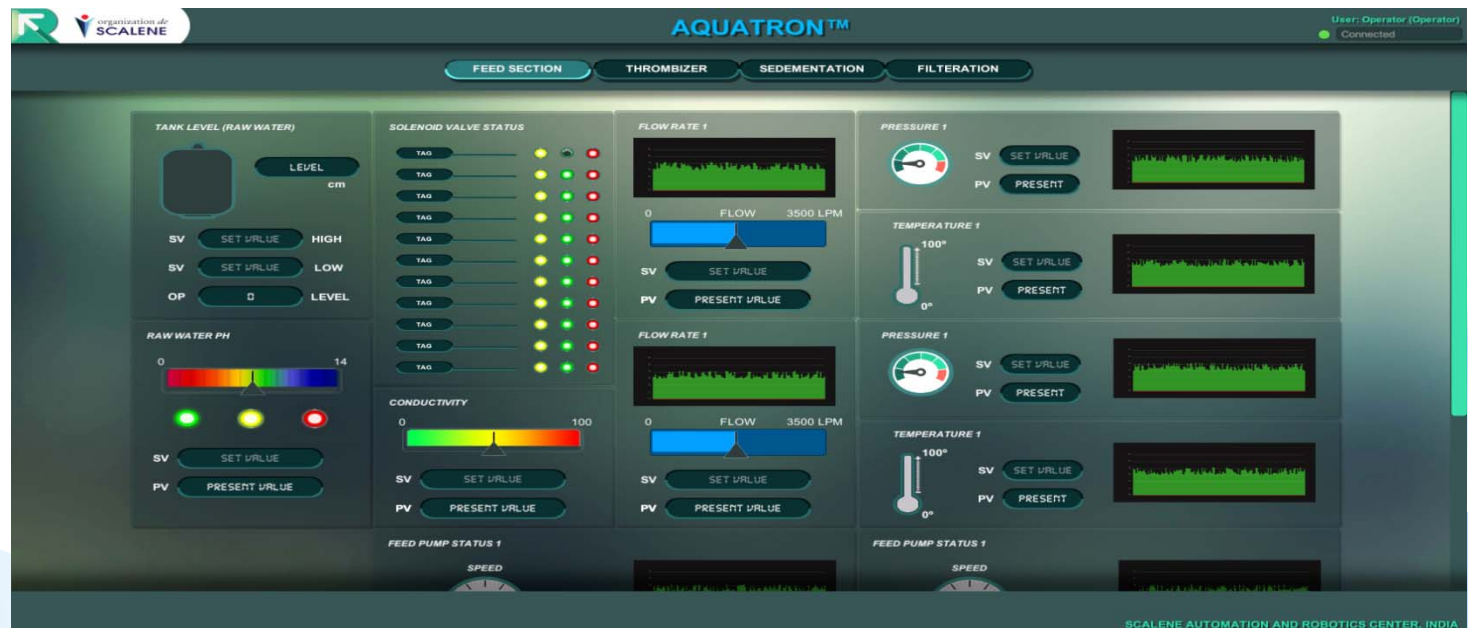 organization de
SCALENE
AQUATRON™
User: Operator (Operator)
Connected
FEED SECTION
THROMBIZER
SEDEMENTATION
FILTERATION
TANK LEVEL (RAW WATER)
LEVEL
cm
SV SET VALUE HIGH
SV SET VALUE LOW
OP 0 LEVEL
RAW WATER PH
0 14
SV SET VALUE
PV PRESENT VALUE
SOLENOID VALVE STATUS
TAG
TAG
TAG
TAG
TAG
TAG
TAG
TAG
TAG
TAG
TAG
CONDUCTIVITY
0 100
SV SET VALUE
PV PRESENT VALUE
FLOW RATE 1
0 FLOW 3500 LPM
SV SET VALUE
PV PRESENT VALUE
FLOW RATE 1
0 FLOW 3500 LPM
SV SET VALUE
PV PRESENT VALUE
PRESSURE 1
SV SET VALUE
PV PRESENT
TEMPERATURE 1
100°
SV SET VALUE
PV PRESENT
0°
PRESSURE 1
SV SET VALUE
PV PRESENT
TEMPERATURE 1
100°
SV SET VALUE
PV PRESENT
0°
FEED PUMP STATUS 1
SPEED
FEED PUMP STATUS 1
SPEED
SCALENE AUTOMATION AND ROBOTICS CENTER, INDIA